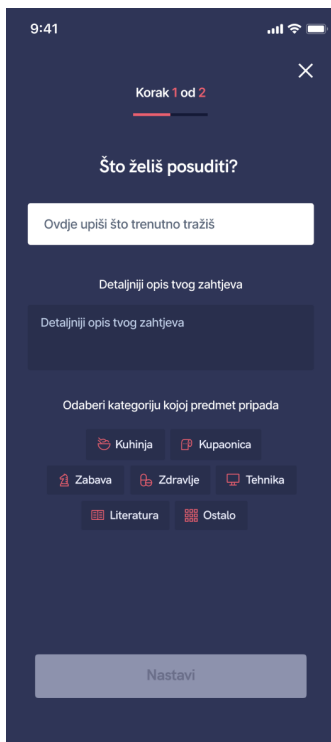 9:41
Korak 1 od 2
Što želiš posuditi?
Ovdje upiši što trenutno tražiš
Detaljniji opis tvog zahtjeva
Detaljniji opis tvog zahtjeva
Odaberi kategoriju kojoj predmet pripada
Kuhinja Kupaonica
Zabava Zdravlje Tehnika
Literatura Ostalo
Nastavi